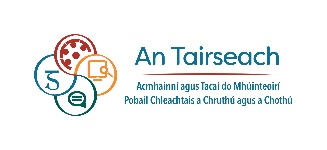 An Tairseach
Acmhainní agus Tacaí do Mhúinteoirí
Pobail Chleachtais a Chruthú agus a Chothú